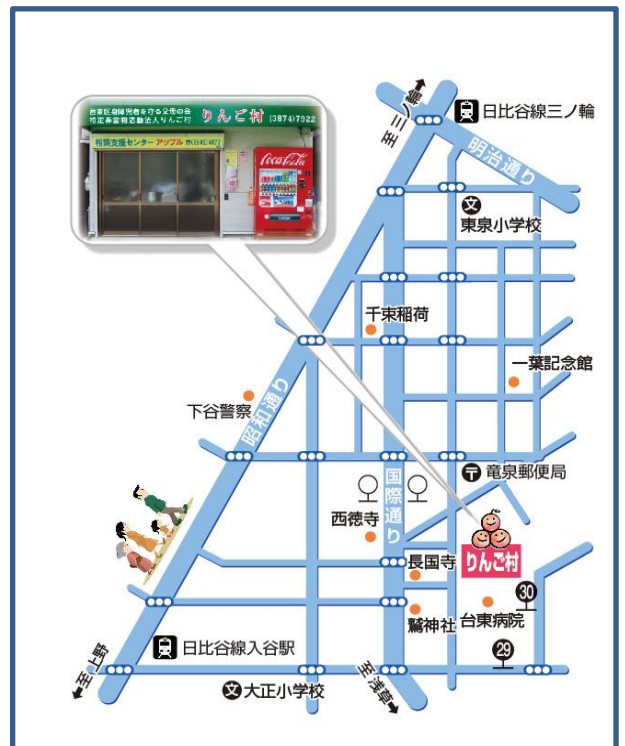 台東区心身障害者を守る父母の会
特定非営利活動法人りんご村
りんご村
(3874)7922
相談支援センター アップル
Coca-Cola
至 三ノ輪
日比谷線三ノ輪
明治通り
文
東泉小学校
千束稲荷
一葉記念館
下谷警察
昭和通り
〒
竜泉郵便局
国際通り
西徳寺
りんご村
長国寺
30
鷲神社
台東病院
日比谷線入谷駅
29
至 上野
文
大正小学校
至 浅草